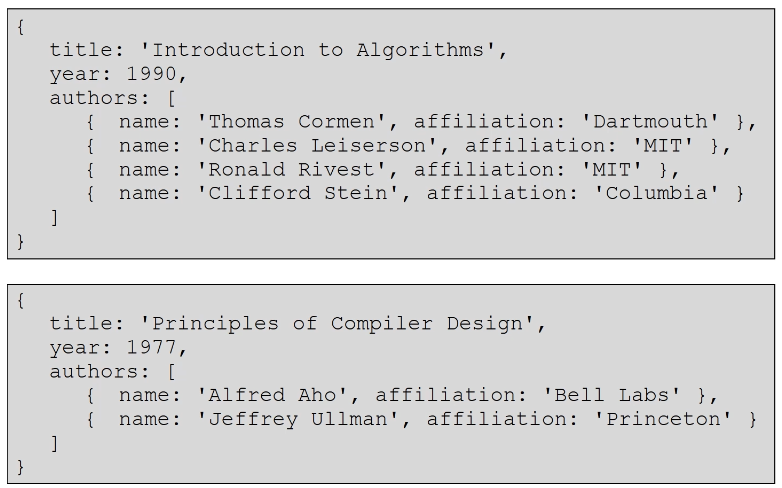 {
title: 'Introduction to Algorithms',
year: 1990,
authors: [
{ name: 'Thomas Cormen', affiliation: 'Dartmouth' },
{ name: 'Charles Leiserson', affiliation: 'MIT' },
{ name: 'Ronald Rivest', affiliation: 'MIT' },
{ name: 'Clifford Stein', affiliation: 'Columbia' }
]
}
{
title: 'Principles of Compiler Design',
year: 1977,
authors: [
{ name: 'Alfred Aho', affiliation: 'Bell Labs' },
{ name: 'Jeffrey Ullman', affiliation: 'Princeton' }
]
}